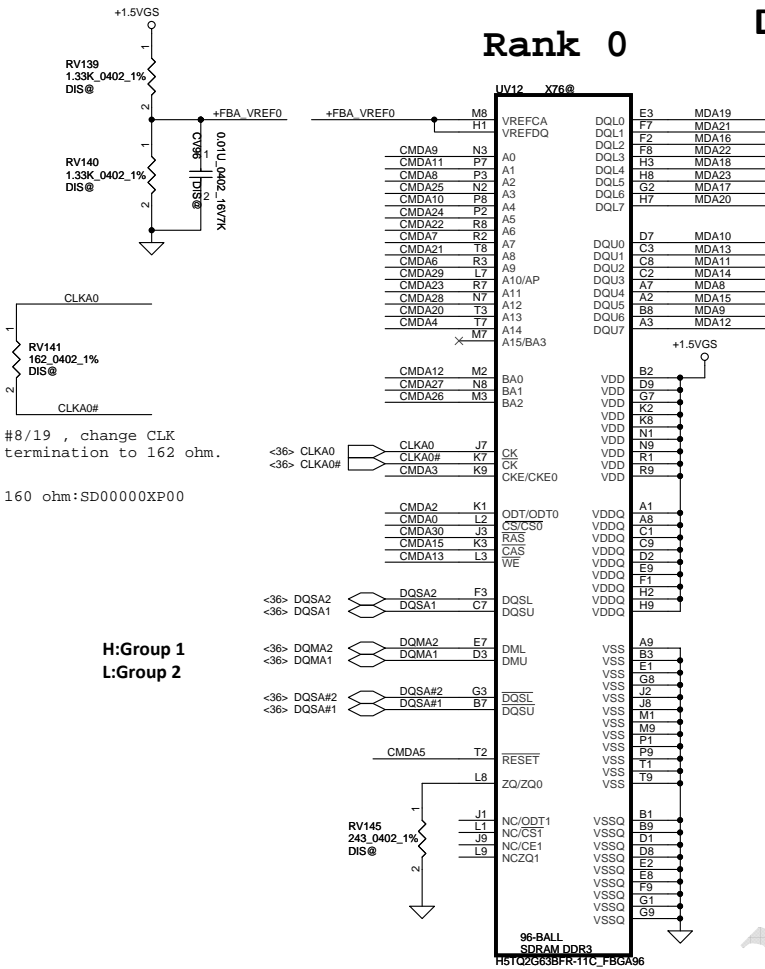 Rank 0
D
+1.5VGS
1
RV139
1.33K_0402_1%
DIS@
2
+FBA_VREF0
1
RV140
1.33K_0402_1%
DIS@
2
CV96
1
0.01U_0402_16V7K
DIS@
2
CLKA0
1
RV141
162_0402_1%
DIS@
2
CLKA0#
#8/19 , change CLK
termination to 162 ohm.
160 ohm:SD00000XP00
H:Group 1
L:Group 2
UV12 X76@
+FBA_VREF0 M8 VREFCA
H1 VREFDQ
CMDA9 N3 A0
CMDA11 P7 A1
CMDA8 P3 A2
CMDA25 N2 A3
CMDA10 P8 A4
CMDA24 P2 A5
CMDA22 R8 A6
CMDA7 R2 A7
CMDA21 T8 A8
CMDA6 R3 A9
CMDA29 L7 A10/AP
CMDA23 R7 A11
CMDA28 N7 A12
CMDA20 T3 A13
CMDA4 T7 A14
M7 A15/BA3
CMDA12 M2 BA0
CMDA27 N8 BA1
CMDA26 M3 BA2
<36> CLKA0 CLKA0 J7 CK
<36> CLKA0# CLKA0# K7 CK
CMDA3 K9 CKE/CKE0
CMDA2 K1 ODT/ODT0
CMDA0 L2 CS/CS0
CMDA30 J3 RAS
CMDA15 K3 CAS
CMDA13 L3 WE
<36> DQSA2 DQSA2 F3 DQSL
<36> DQSA1 DQSA1 C7 DQSU
<36> DQMA2 DQMA2 E7 DML
<36> DQMA1 DQMA1 D3 DMU
<36> DQSA#2 DQSA#2 G3 DQSL
<36> DQSA#1 DQSA#1 B7 DQSU
CMDA5 T2 RESET
L8 ZQ/ZQ0
1
RV145
243_0402_1%
DIS@
2
J1 NC/ODT1
L1 NC/CS1
J9 NC/CE1
L9 NCZQ1
DQL0 E3 MDA19
DQL1 F7 MDA21
DQL2 F2 MDA16
DQL3 F8 MDA22
DQL4 H3 MDA18
DQL5 H8 MDA23
DQL6 G2 MDA17
DQL7 H7 MDA20
DQU0 D7 MDA10
DQU1 C3 MDA13
DQU2 C8 MDA11
DQU3 C2 MDA14
DQU4 A7 MDA8
DQU5 A2 MDA15
DQU6 B8 MDA9
DQU7 A3 MDA12
+1.5VGS
VDD B2
VDD D9
VDD G7
VDD K2
VDD K8
VDD N1
VDD N9
VDD R1
VDD R9
VDDQ A1
VDDQ A8
VDDQ C1
VDDQ C9
VDDQ D2
VDDQ E9
VDDQ F1
VDDQ H2
VDDQ H9
VSS A9
VSS B3
VSS E1
VSS G8
VSS J2
VSS J8
VSS M1
VSS M9
VSS P1
VSS P9
VSS T1
VSS T9
VSSQ B1
VSSQ B9
VSSQ D1
VSSQ D8
VSSQ E2
VSSQ E8
VSSQ F9
VSSQ G1
VSSQ G9
96-BALL
SDRAM DDR3
H5TQ2G63BFR-11C_FBGA96